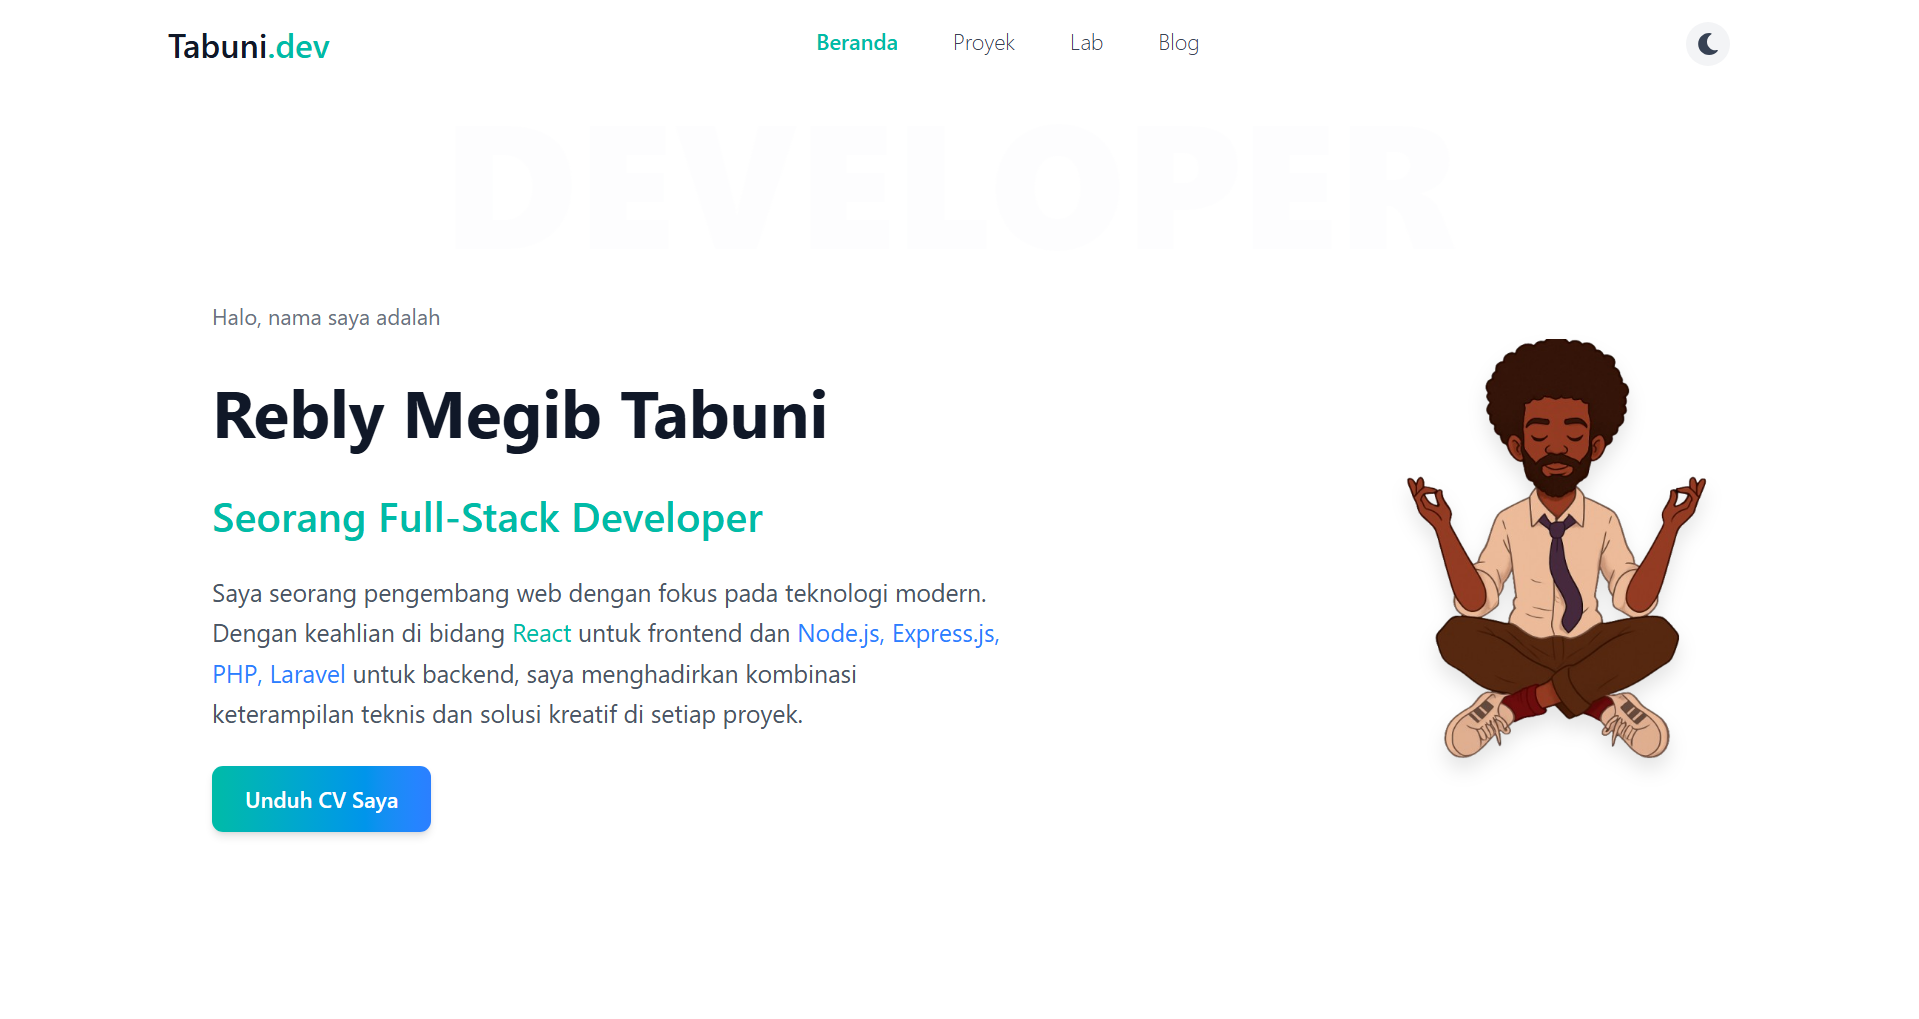 Tabuni.dev
Beranda Proyek Lab Blog
DEVELOPER
Halo, nama saya adalah
Rebly Megib Tabuni
Seorang Full-Stack Developer
Saya seorang pengembang web dengan fokus pada teknologi modern.
Dengan keahlian di bidang React untuk frontend dan Node.js, Express.js,
PHP, Laravel untuk backend, saya menghadirkan kombinasi
keterampilan teknis dan solusi kreatif di setiap proyek.
Unduh CV Saya